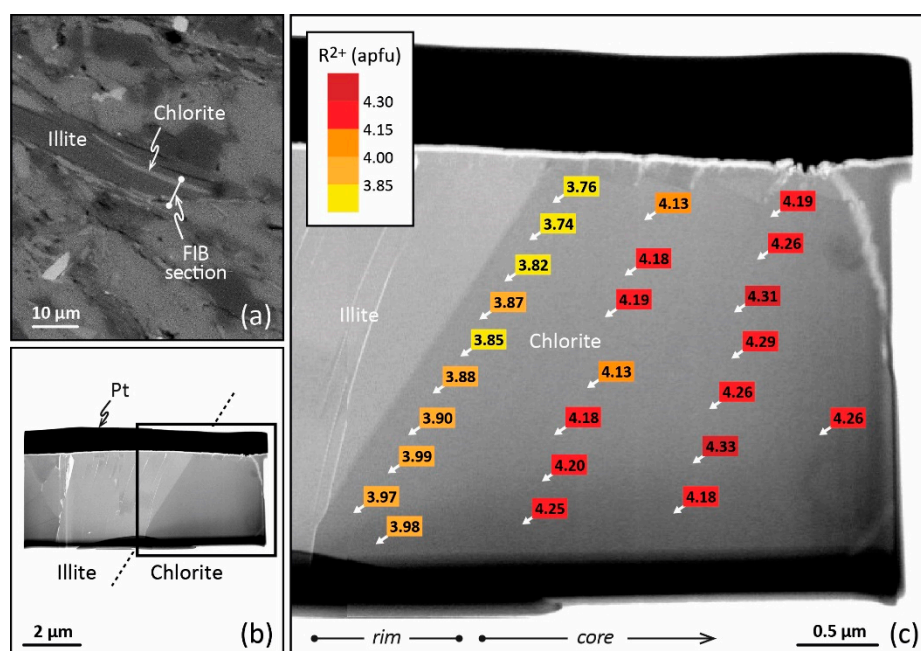 Chlorite
Illite
FIB
section
10 µm
(a)
Pt
Illite
Chlorite
2 µm
(b)
R²⁺ (apfu)
4.30
4.15
4.00
3.85
3.76
4.13
4.19
3.74
4.26
3.82
4.18
3.87
4.19
4.31
Illite
Chlorite
3.85
4.29
3.88
4.13
4.26
3.90
4.18
4.26
3.99
4.20
4.33
3.97
4.25
4.18
3.98
rim
core
0.5 µm
(c)